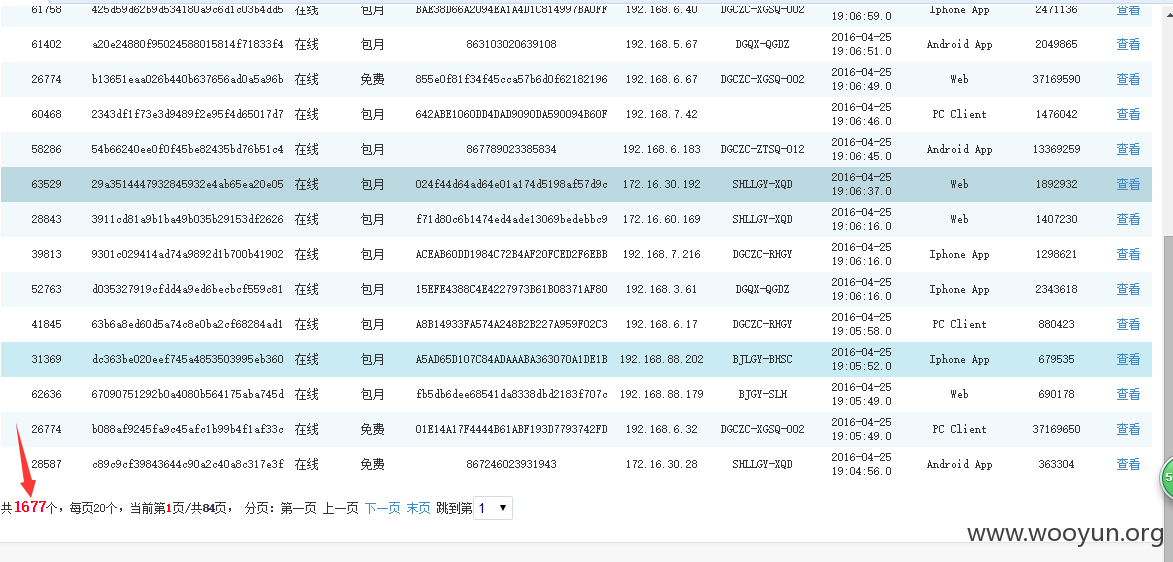 61758 425d59d62b9d534180a9c6d1c03b4dd5 在线 包月 BAE38D66A2094EA1A4D1C814997BA0FF 192.168.6.40 DGCZC-XGSQ-002 19:06:59.0 Iphone App 2471136 查看
2016-04-25
61402 a20e24880f95024588015814f71833f4 在线 包月 863103020639108 192.168.5.67 DGQX-QGDZ 19:06:51.0 Android App 2049865 查看
2016-04-25
26774 b13651eaa026b440b637656ad0a5a96b 在线 免费 855e0f81f34f45cca57b6d0f62182196 192.168.6.67 DGCZC-XGSQ-002 19:06:49.0 Web 37169590 查看
2016-04-25
60468 2343df1f73e3d9489f2e95f4d65017d7 在线 包月 642ABE1060DD4DAD9090DA590094B60F 192.168.7.42 19:06:46.0 PC Client 1476042 查看
2016-04-25
58286 54b66240ee0f0f45be82435bd76b51c4 在线 包月 867789023385834 192.168.6.183 DGCZC-ZTSQ-012 19:06:45.0 Android App 13369259 查看
2016-04-25
63529 29a3514447932845932e4ab65ea20e05 在线 包月 024f44d64ad64e01a174d5198af57d9c 172.16.30.192 SHLLGY-XQD 19:06:37.0 Web 1892932 查看
2016-04-25
28843 3911cd81a9b1ba49b035b29153df2626 在线 包月 f71d80c6b1474ed4ade13069bedebbc9 172.16.60.169 SHLLGY-XQD 19:06:16.0 Web 1407230 查看
2016-04-25
39813 9301c029414ad74a9892d1b700b41902 在线 包月 ACEAB60DD1984C72B4AF20FCED2F6EBB 192.168.7.216 DGCZC-RHGY 19:06:16.0 Iphone App 1298621 查看
2016-04-25
52763 d035327919cfdd4a9ed6becbcf559c81 在线 包月 15EFE4388C4E4227973B61B08371AF80 192.168.3.61 DGQX-QGDZ 19:06:16.0 Iphone App 2343618 查看
2016-04-25
41845 63b6a8ed60d5a74c8e0ba2cf68284ad1 在线 包月 A8B14933FA574A248B2B227A959F02C3 192.168.6.17 DGCZC-RHGY 19:05:58.0 PC Client 880423 查看
2016-04-25
31369 dc363be020eef745a4853503995eb360 在线 包月 A5AD65D107C84ADAAABA363070A1DE1B 192.168.88.202 BJLGY-BHSC 19:05:52.0 Iphone App 679535 查看
2016-04-25
62636 67090751292b0a4080b564175aba745d 在线 包月 fb5db6dee68541da8338dbd2183f707c 192.168.88.179 BJGY-SLH 19:05:49.0 Web 690178 查看
2016-04-25
26774 b088af9245fa9c45afc1b99b4f1af33c 在线 免费 01E14A17F4444B61ABF193D7793742FD 192.168.6.32 DGCZC-XGSQ-002 19:05:49.0 PC Client 37169650 查看
2016-04-25
28587 c89c9cf39843644c90a2c40a8c317e3f 在线 免费 867246023931943 172.16.30.28 SHLLGY-XQD 19:04:56.0 Android App 363304 查看
共1677个，每页20个，当前第1页/共84页， 分页：第一页 上一页 下一页 末页 跳到第 1
www.wooyun.org
5